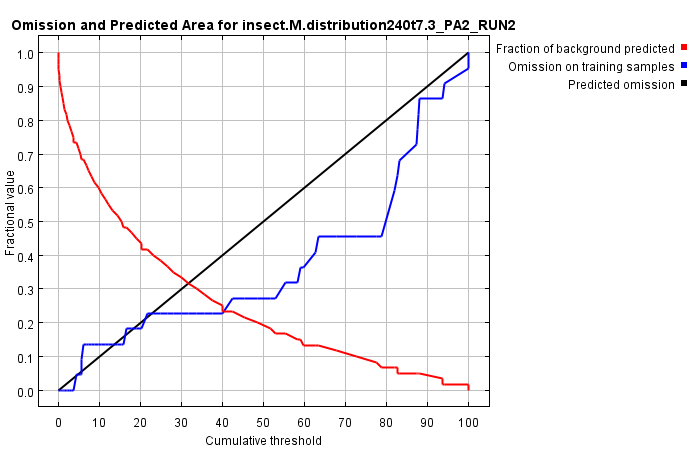 Omission and Predicted Area for insect.M.distribution240t7.3_PA2_RUN2
Fraction of background predicted
Omission on training samples
Predicted omission
Fractional value
1.0
0.9
0.8
0.7
0.6
0.5
0.4
0.3
0.2
0.1
0.0
0 10 20 30 40 50 60 70 80 90 100
Cumulative threshold